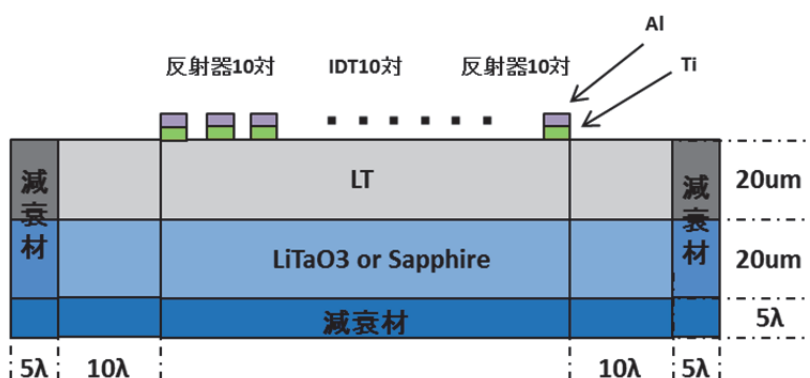 Al
反射器10対 IDT10対 反射器10対 Ti
減衰材 LT 減衰材 20um
LiTaO3 or Sapphire 20um
減衰材 5λ
5λ 10λ 10λ 5λ